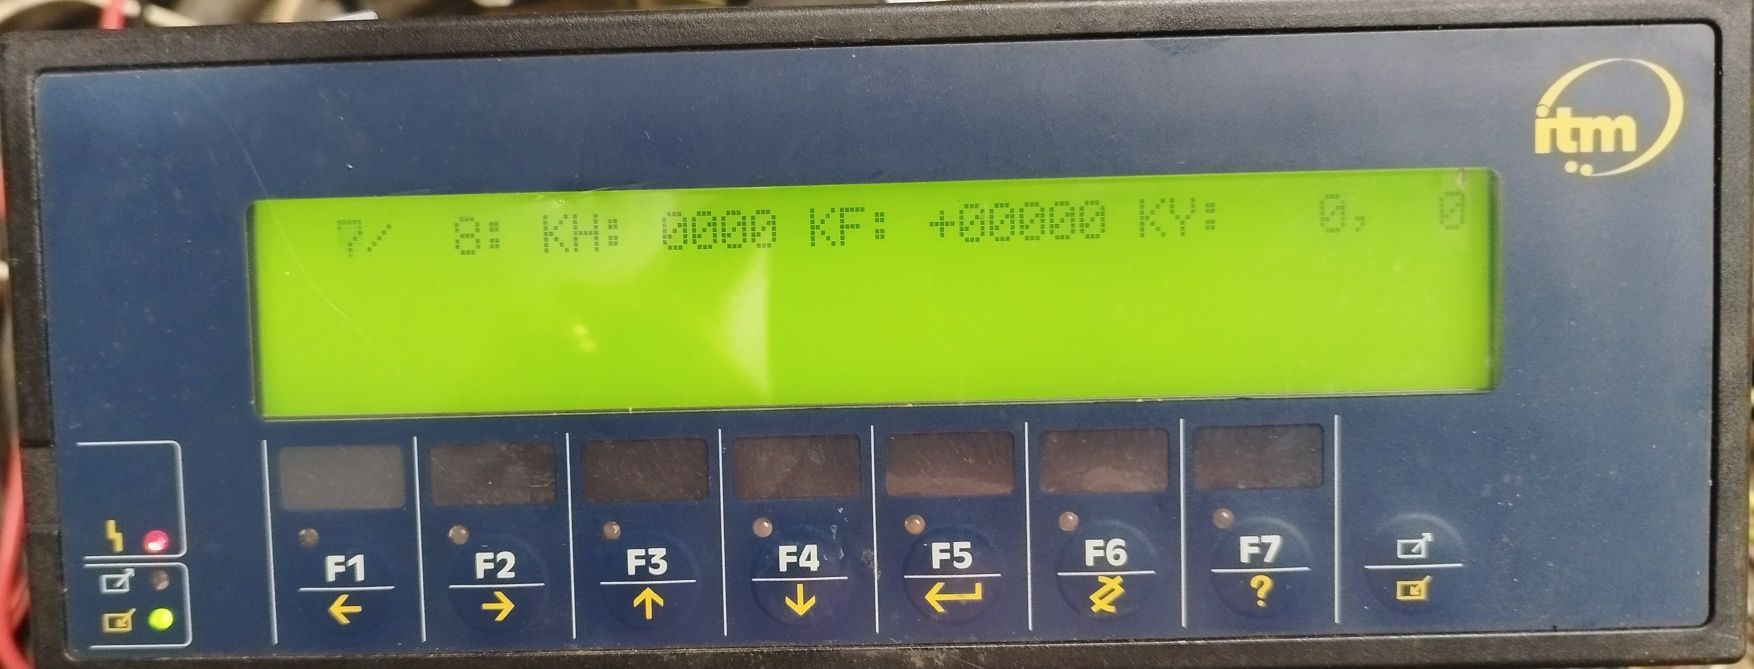 itm
7/ 8: KH: 0000 KF: +00000 KY: 0, 0
F1 F2 F3 F4 F5 F6 F7
?